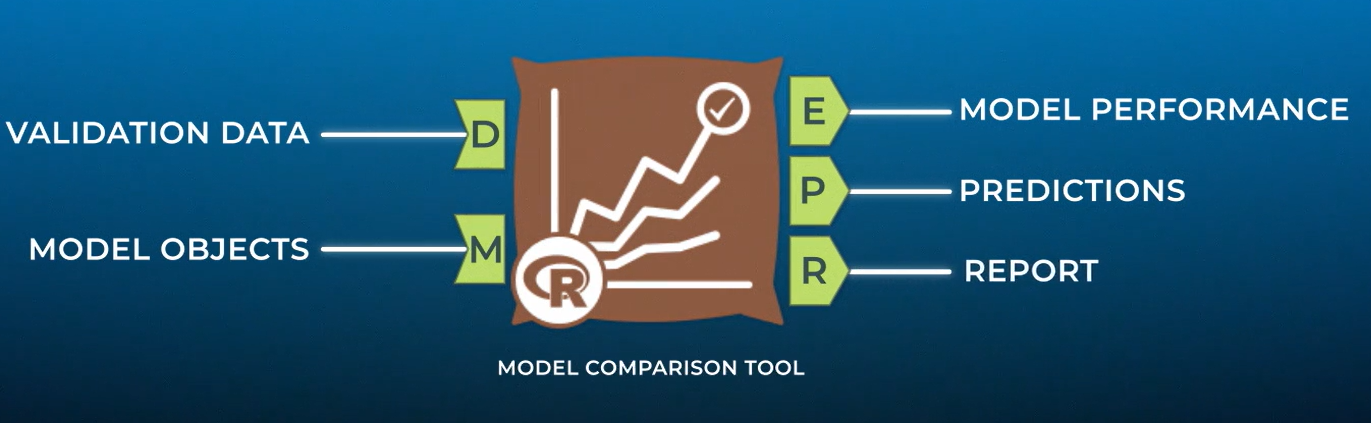 VALIDATION DATA
D
MODEL OBJECTS
M
R
E
MODEL PERFORMANCE
P
PREDICTIONS
R
REPORT
MODEL COMPARISON TOOL